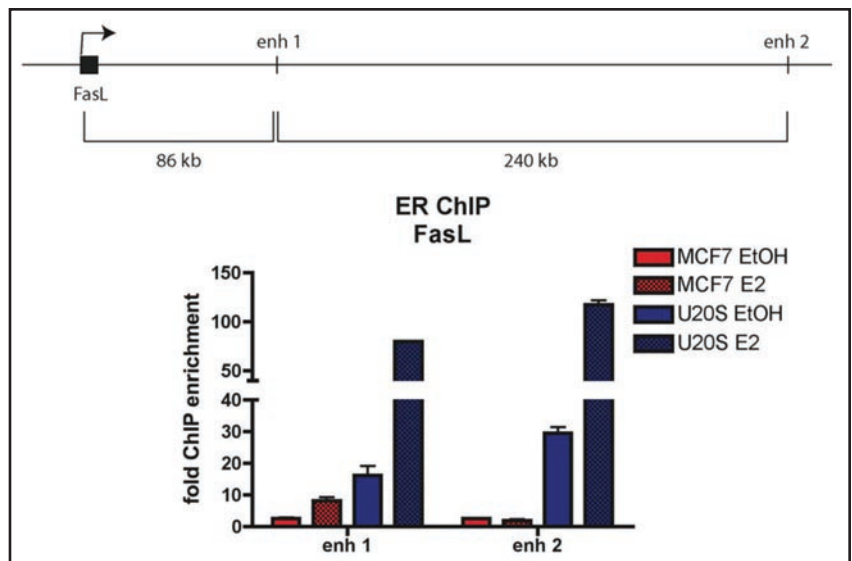 enh 1
enh 2
FasL
86 kb
240 kb
ER ChIP
FasL
MCF7 EtOH
MCF7 E2
U20S EtOH
U20S E2
fold ChIP enrichment
150
100
50
40
30
20
10
0
enh 1
enh 2